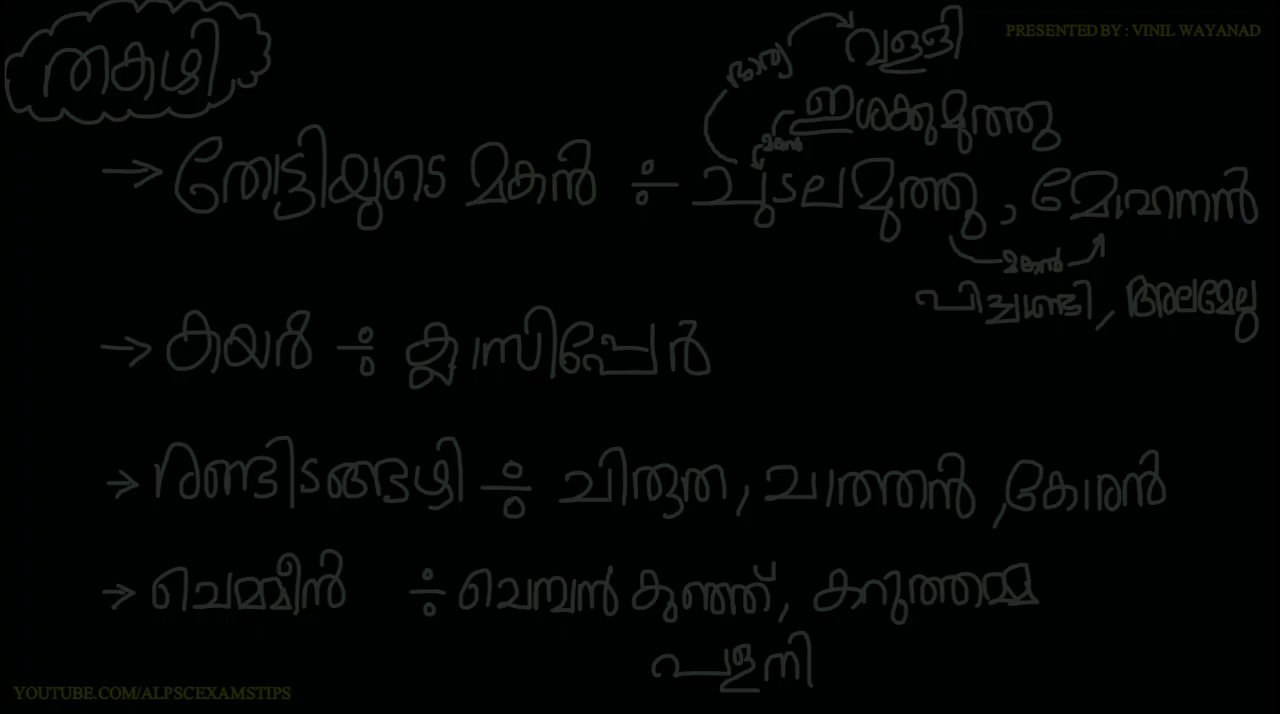 PRESENTED BY : VINIL WAYANAD
തകഴി
വള്ളി
ഭാര്യ
ഇശക്കുമുത്തു
മകൻ
→ തോട്ടിയുടെ മകൻ ÷ ചുടലമുത്തു, മോഹനൻ
മകൻ
പിച്ചാണ്ടി, അലമേലു
→ കയർ ÷ ക്ലാസിപ്പേർ
→ രണ്ടിടങ്ങഴി ÷ ചിരുത, ചാത്തൻ, കോരൻ
→ ചെമ്മീൻ ÷ ചെമ്പൻ കുഞ്ഞ്, കറുത്തമ്മ
പളനി
YOUTUBE.COM/ALPSCEXAMSTIPS